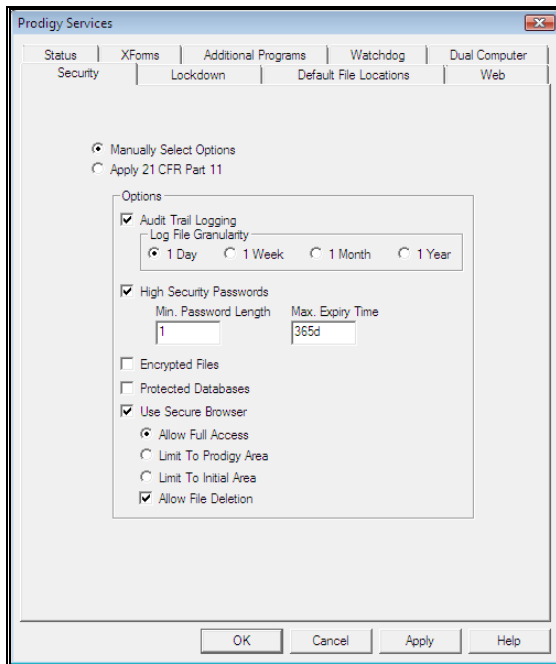 Prodigy Services
Status XForms Additional Programs Watchdog Dual Computer
Security Lockdown Default File Locations Web
Manually Select Options
Apply 21 CFR Part 11
Options
Audit Trail Logging
Log File Granularity
1 Day 1 Week 1 Month 1 Year
High Security Passwords
Min. Password Length Max. Expiry Time
1 365d
Encrypted Files
Protected Databases
Use Secure Browser
Allow Full Access
Limit To Prodigy Area
Limit To Initial Area
Allow File Deletion
OK Cancel Apply Help